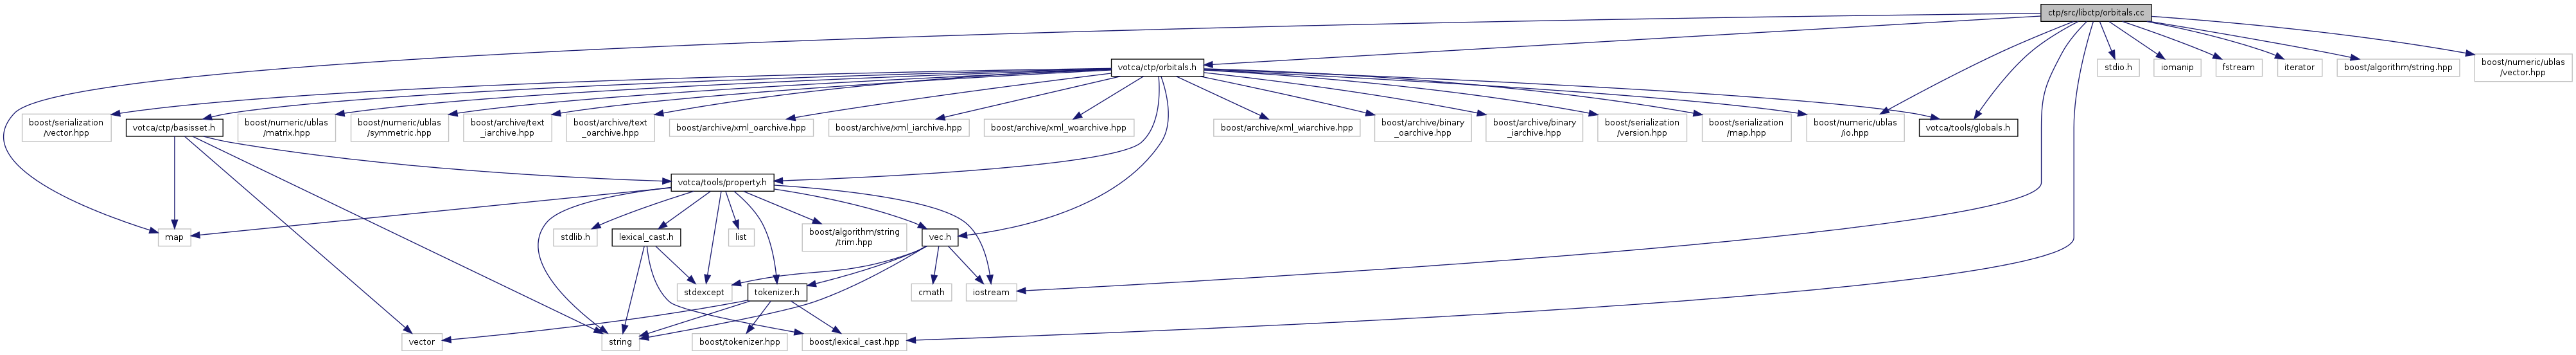 ctp/src/libctp/orbitals.cc
votca/ctp/orbitals.h
stdio.h
iomanip
fstream
iterator
boost/algorithm/string.hpp
boost/numeric/ublas
/vector.hpp
boost/serialization
/vector.hpp
votca/ctp/basisset.h
boost/numeric/ublas
/matrix.hpp
boost/numeric/ublas
/symmetric.hpp
boost/archive/text
_iarchive.hpp
boost/archive/text
_oarchive.hpp
boost/archive/xml_oarchive.hpp
boost/archive/xml_iarchive.hpp
boost/archive/xml_woarchive.hpp
boost/archive/xml_wiarchive.hpp
boost/archive/binary
_oarchive.hpp
boost/archive/binary
_iarchive.hpp
boost/serialization
/version.hpp
boost/serialization
/map.hpp
boost/numeric/ublas
/io.hpp
votca/tools/globals.h
votca/tools/property.h
map
stdlib.h
lexical_cast.h
list
boost/algorithm/string
/trim.hpp
vec.h
stdexcept
tokenizer.h
cmath
iostream
vector
string
boost/tokenizer.hpp
boost/lexical_cast.hpp